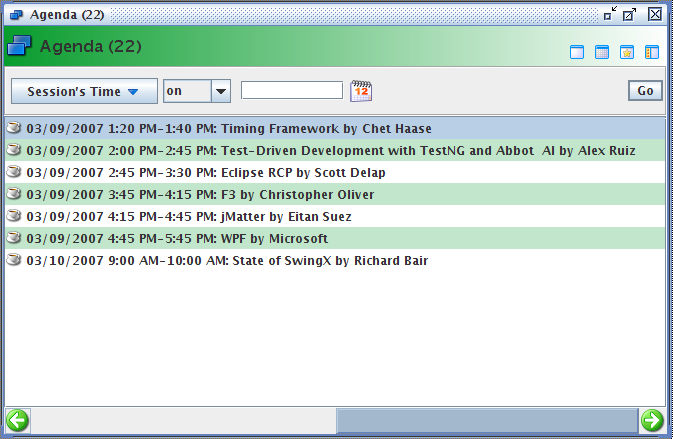 Agenda (22)
Agenda (22)
Session's Time on 12 Go
03/09/2007 1:20 PM-1:40 PM: Timing Framework by Chet Haase
03/09/2007 2:00 PM-2:45 PM: Test-Driven Development with TestNG and Abbot AI by Alex Ruiz
03/09/2007 2:45 PM-3:30 PM: Eclipse RCP by Scott Delap
03/09/2007 3:45 PM-4:15 PM: F3 by Christopher Oliver
03/09/2007 4:15 PM-4:45 PM: jMatter by Eitan Suez
03/09/2007 4:45 PM-5:45 PM: WPF by Microsoft
03/10/2007 9:00 AM-10:00 AM: State of SwingX by Richard Bair